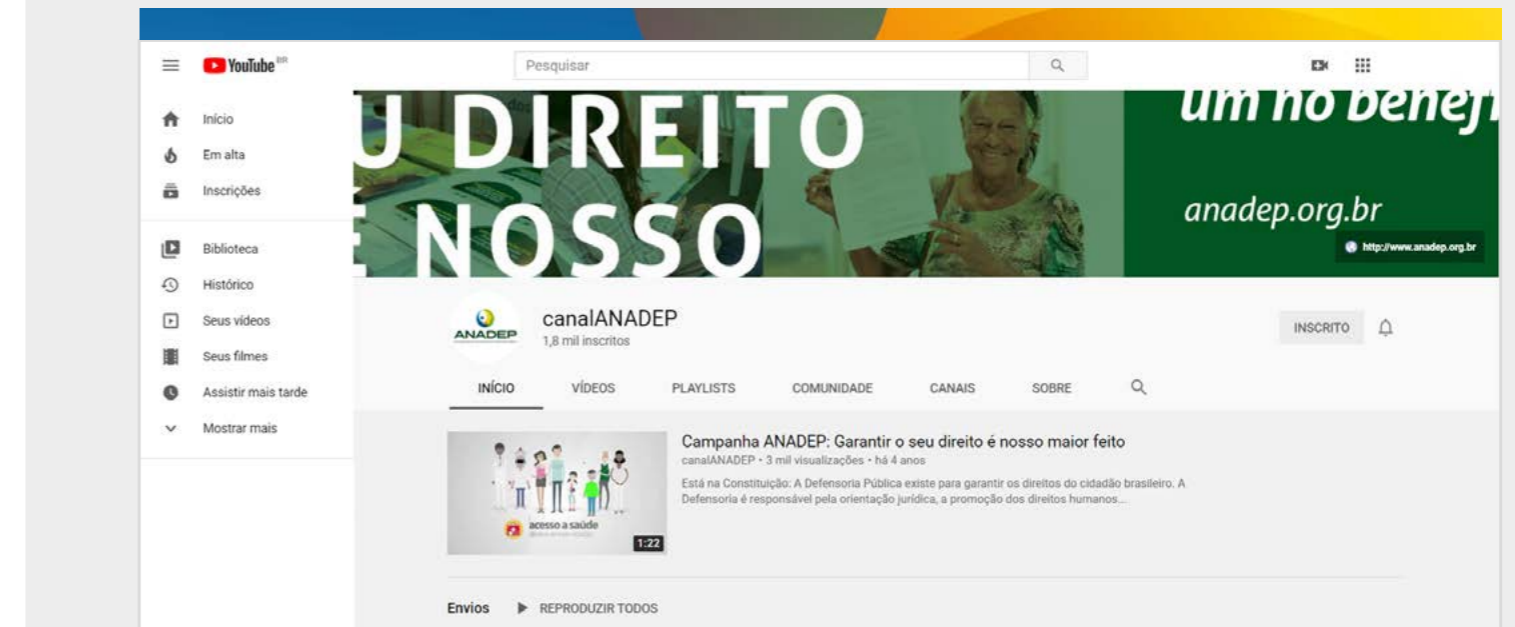 YouTube BR
Pesquisar
Início
Em alta
Inscrições
Biblioteca
Histórico
Seus vídeos
Seus filmes
Assistir mais tarde
Mostrar mais
U DIREITO
É NOSSO
um no benefi
anadep.org.br
http://www.anadep.org.br
ANADEP
canalANADEP
1,8 mil inscritos
INSCRITO
INÍCIO VÍDEOS PLAYLISTS COMUNIDADE CANAIS SOBRE
acesso a saúde
1:22
Campanha ANADEP: Garantir o seu direito é nosso maior feito
canalANADEP • 3 mil visualizações • há 4 anos
Está na Constituição: A Defensoria Pública existe para garantir os direitos do cidadão brasileiro. A
Defensoria é responsável pela orientação jurídica, a promoção dos direitos humanos...
Envios REPRODUZIR TODOS